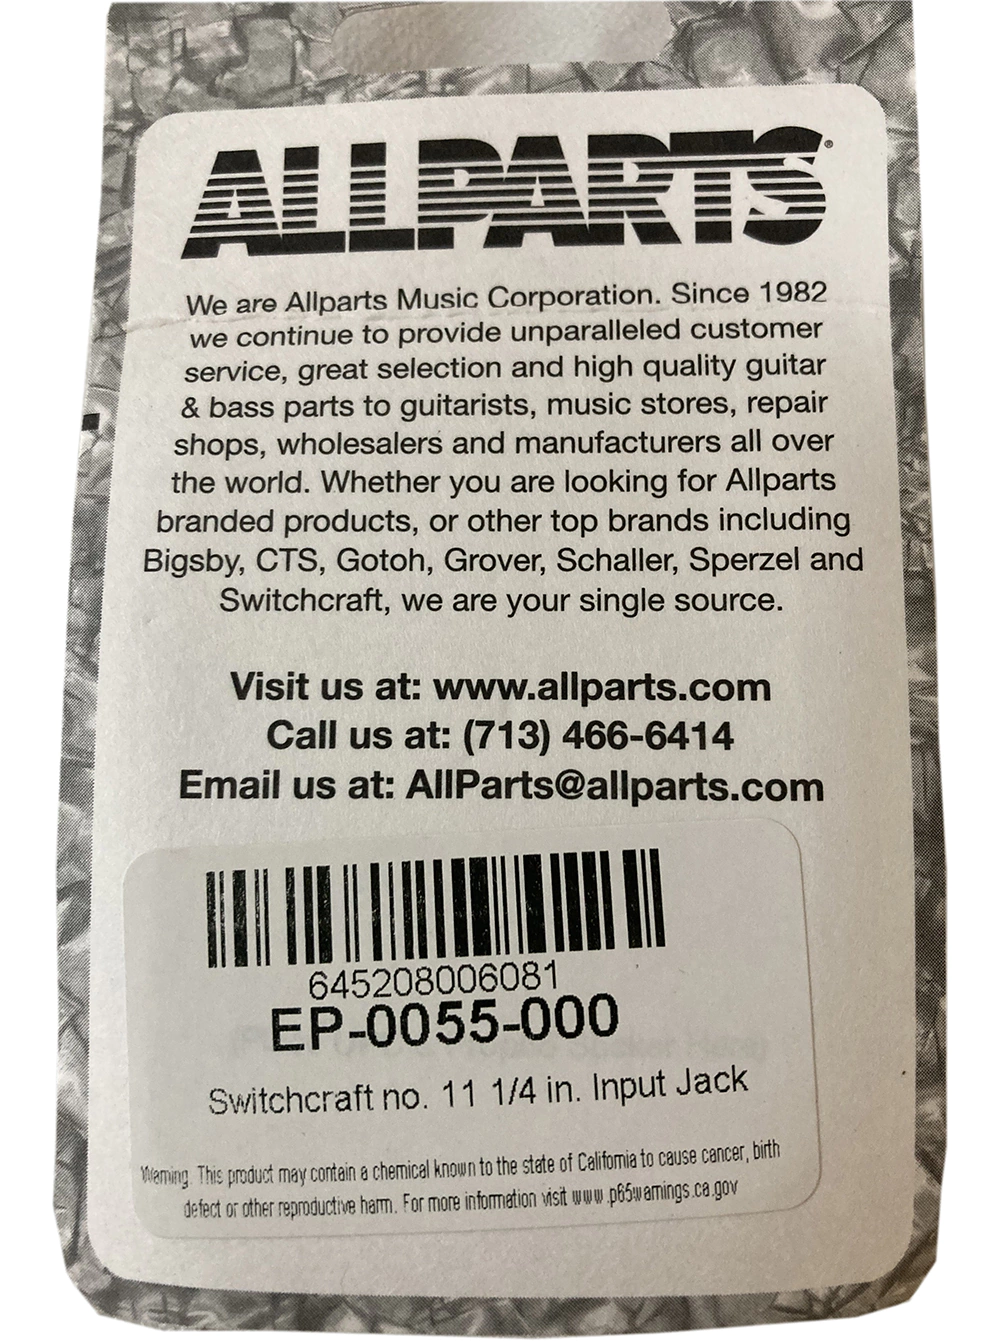 ALLPARTS®
We are Allparts Music Corporation. Since 1982
we continue to provide unparalleled customer
service, great selection and high quality guitar
& bass parts to guitarists, music stores, repair
shops, wholesalers and manufacturers all over
the world. Whether you are looking for Allparts
branded products, or other top brands including
Bigsby, CTS, Gotoh, Grover, Schaller, Sperzel and
Switchcraft, we are your single source.
Visit us at: www.allparts.com
Call us at: (713) 466-6414
Email us at: AllParts@allparts.com
645208006081
EP-0055-000
Switchcraft no. 11 1/4 in. Input Jack
Warning. This product may contain a chemical known to the state of California to cause cancer, birth
defect or other reproductive harm. For more information visit www.p65warnings.ca.gov